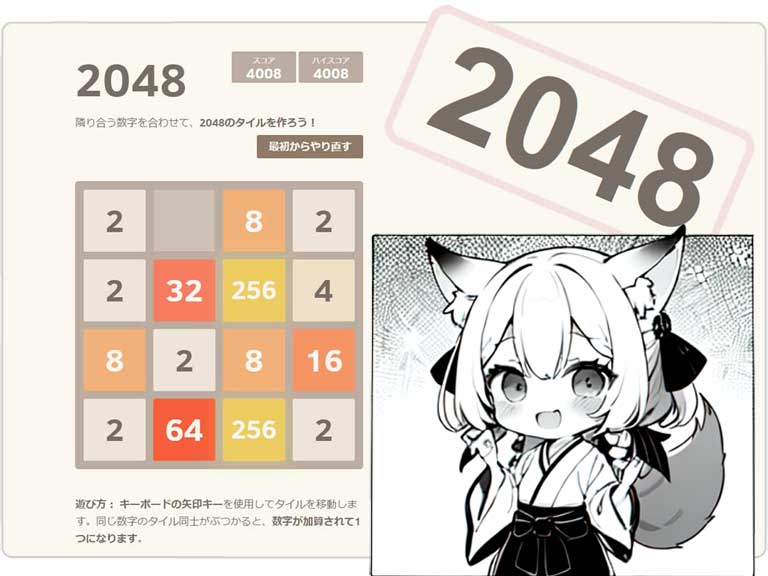 2048
スコア
4008
ハイスコア
4008
隣り合う数字を合わせて、2048のタイルを作ろう！
最初からやり直す
2 8 2
2 32 256 4
8 2 8 16
2 64 256 2
遊び方： キーボードの矢印キーを使用してタイルを移動しま
す。同じ数字のタイル同士がぶつかると、数字が加算されて1
つになります。
2048